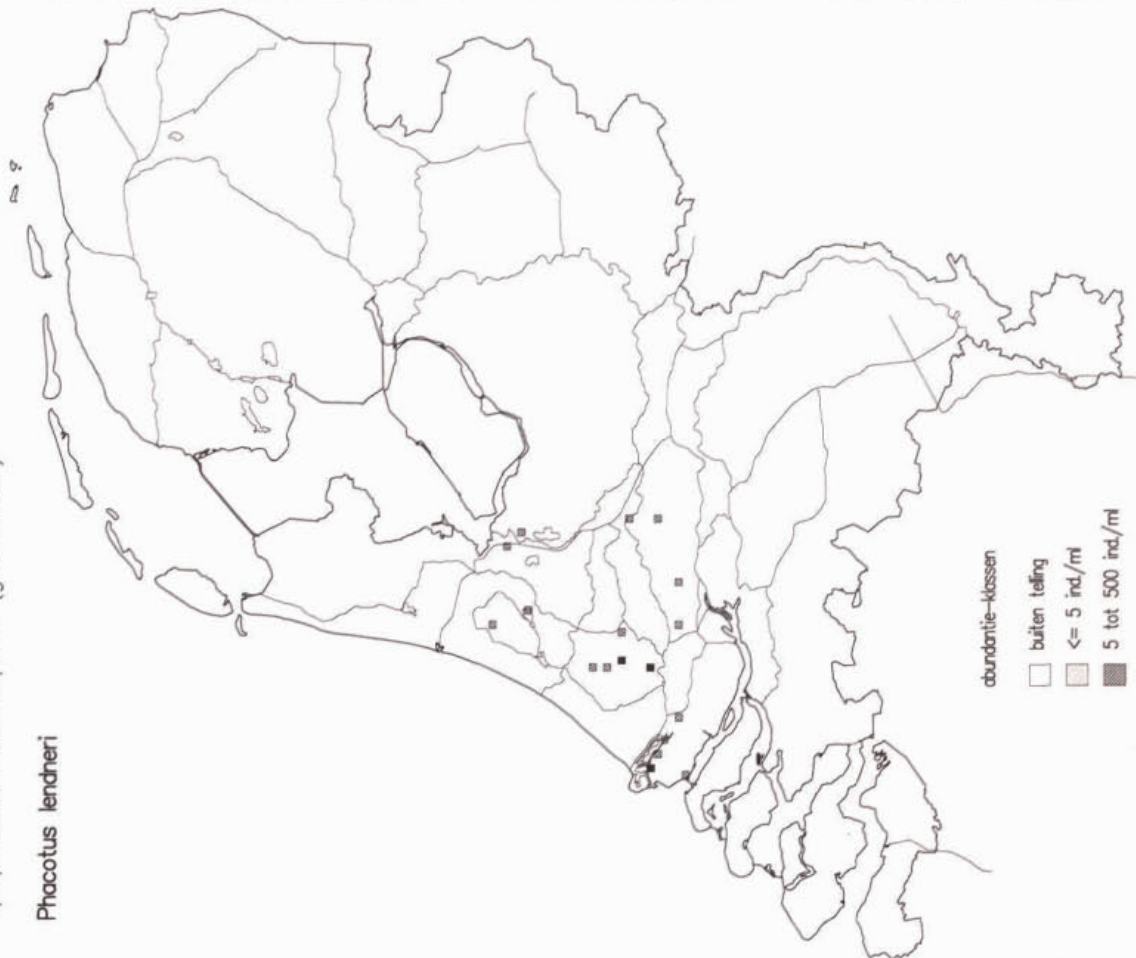 Phacotus lendneri
abundantie-klassen
buiten telling
<= 5 ind./ml
5 tot 500 ind./ml